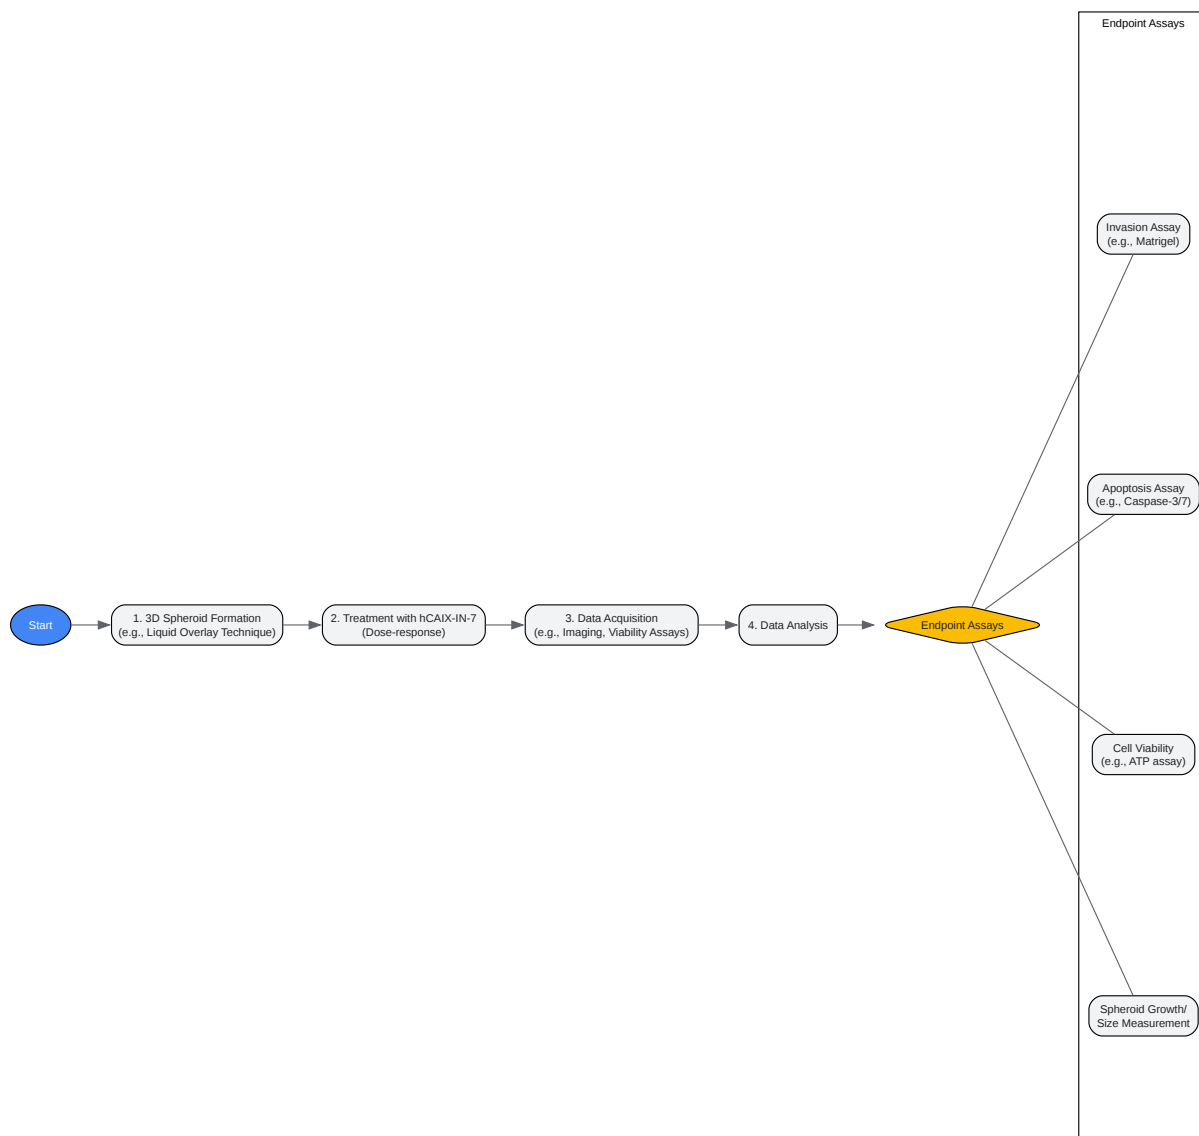 Endpoint Assays
Invasion Assay
(e.g., Matrigel)
Apoptosis Assay
(e.g., Caspase-3/7)
Start
1. 3D Spheroid Formation
(e.g., Liquid Overlay Technique)
2. Treatment with hCAIX-IN-7
(Dose-response)
3. Data Acquisition
(e.g., Imaging, Viability Assays)
4. Data Analysis
Endpoint Assays
Cell Viability
(e.g., ATP assay)
Spheroid Growth/
Size Measurement